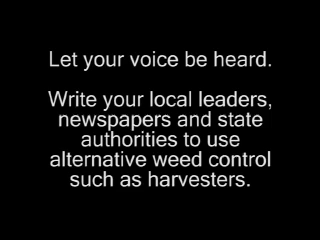 Let your voice be heard.
Write your local leaders,
newspapers and state
authorities to use
alternative weed control
such as harvesters.